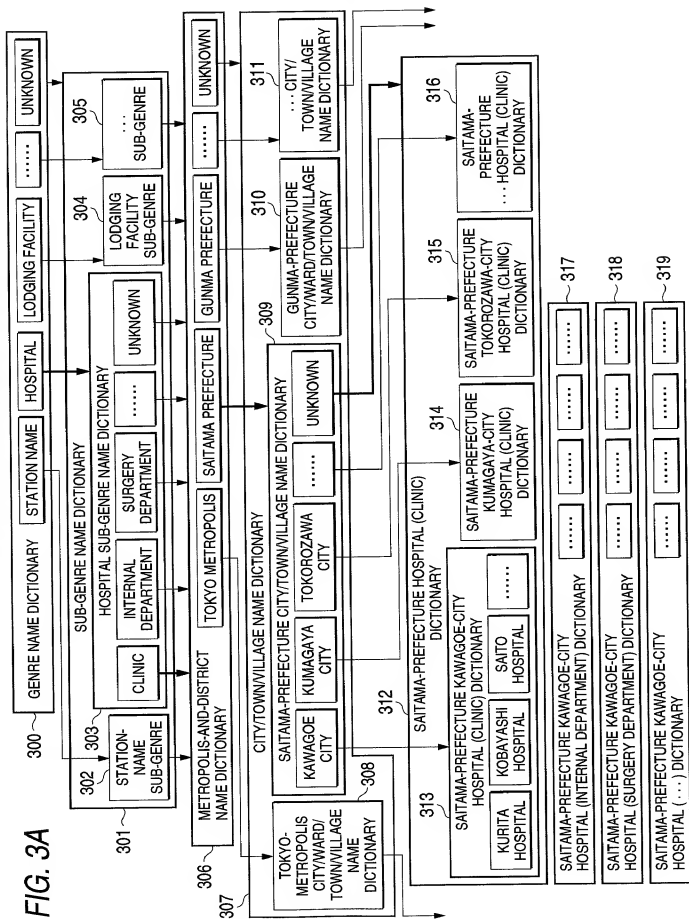 FIG. 3A
300
GENRE NAME DICTIONARY
STATION NAME
HOSPITAL
LODGING FACILITY
......
UNKNOWN
301
SUB-GENRE NAME DICTIONARY
302
STATION-NAME
SUB-GENRE
303
HOSPITAL SUB-GENRE NAME DICTIONARY
CLINIC
INTERNAL
DEPARTMENT
SURGERY
DEPARTMENT
......
UNKNOWN
304
LODGING
FACILITY
SUB-GENRE
305
...
SUB-GENRE
306
METROPOLIS-AND-DISTRICT
NAME DICTIONARY
TOKYO METROPOLIS
SAITAMA PREFECTURE
GUNMA PREFECTURE
......
UNKNOWN
307
CITY/TOWN/VILLAGE NAME DICTIONARY
308
TOKYO-
METROPOLIS
CITY/WARD/
TOWN/VILLAGE
NAME
DICTIONARY
309
SAITAMA-PREFECTURE CITY/TOWN/VILLAGE NAME DICTIONARY
KAWAGOE
CITY
KUMAGAYA
CITY
TOKOROZAWA
CITY
......
UNKNOWN
310
GUNMA-PREFECTURE
CITY/WARD/TOWN/VILLAGE
NAME DICTIONARY
311
... CITY/
TOWN/VILLAGE
NAME DICTIONARY
312
SAITAMA-PREFECTURE HOSPITAL (CLINIC)
DICTIONARY
313
SAITAMA-PREFECTURE KAWAGOE-CITY
HOSPITAL (CLINIC) DICTIONARY
KURITA
HOSPITAL
KOBAYASHI
HOSPITAL
SAITO
HOSPITAL
......
314
SAITAMA-PREFECTURE
KUMAGAYA-CITY
HOSPITAL (CLINIC)
DICTIONARY
315
SAITAMA-PREFECTURE
TOKOROZAWA-CITY
HOSPITAL (CLINIC)
DICTIONARY
316
SAITAMA-
PREFECTURE
... HOSPITAL (CLINIC)
DICTIONARY
SAITAMA-PREFECTURE KAWAGOE-CITY
HOSPITAL (INTERNAL DEPARTMENT) DICTIONARY
......
......
......
......
317
SAITAMA-PREFECTURE KAWAGOE-CITY
HOSPITAL (SURGERY DEPARTMENT) DICTIONARY
......
......
......
......
318
SAITAMA-PREFECTURE KAWAGOE-CITY
HOSPITAL (...) DICTIONARY
......
......
......
......
319